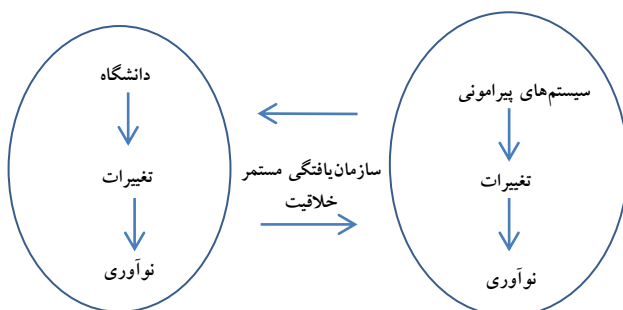 سیستم‌های پیرامونی
تغییرات
نوآوری
سازمان‌یافتگی مستمر
خلاقیت
دانشگاه
تغییرات
نوآوری